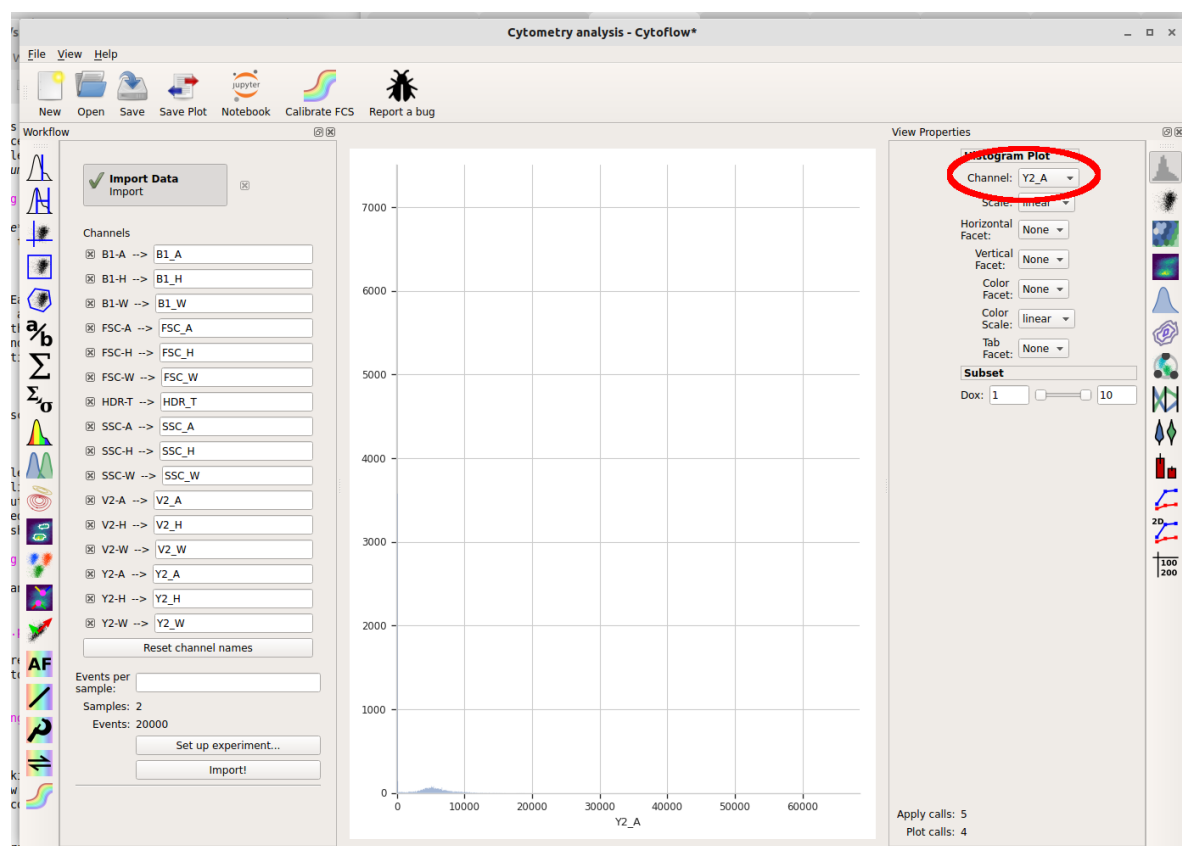 Cytometry analysis - Cytoflow*
File View Help
New Open Save Save Plot Notebook Calibrate FCS Report a bug
jupyter
Workflow
View Properties
Import Data
Import
Channels
B1-A --> B1_A
B1-H --> B1_H
B1-W --> B1_W
FSC-A --> FSC_A
FSC-H --> FSC_H
FSC-W --> FSC_W
HDR-T --> HDR_T
SSC-A --> SSC_A
SSC-H --> SSC_H
SSC-W --> SSC_W
V2-A --> V2_A
V2-H --> V2_H
V2-W --> V2_W
Y2-A --> Y2_A
Y2-H --> Y2_H
Y2-W --> Y2_W
Reset channel names
Events per
sample:
Samples: 2
Events: 20000
Set up experiment...
Import!
a/b
Σ
Σ/σ
AF
7000
6000
5000
4000
3000
2000
1000
0
0 10000 20000 30000 40000 50000 60000
Y2_A
Histogram Plot
Channel: Y2_A
Scale: linear
Horizontal
Facet: None
Vertical
Facet: None
Color
Facet: None
Color
Scale: linear
Tab
Facet: None
Subset
Dox: 1 10
2D
100
200
Apply calls: 5
Plot calls: 4